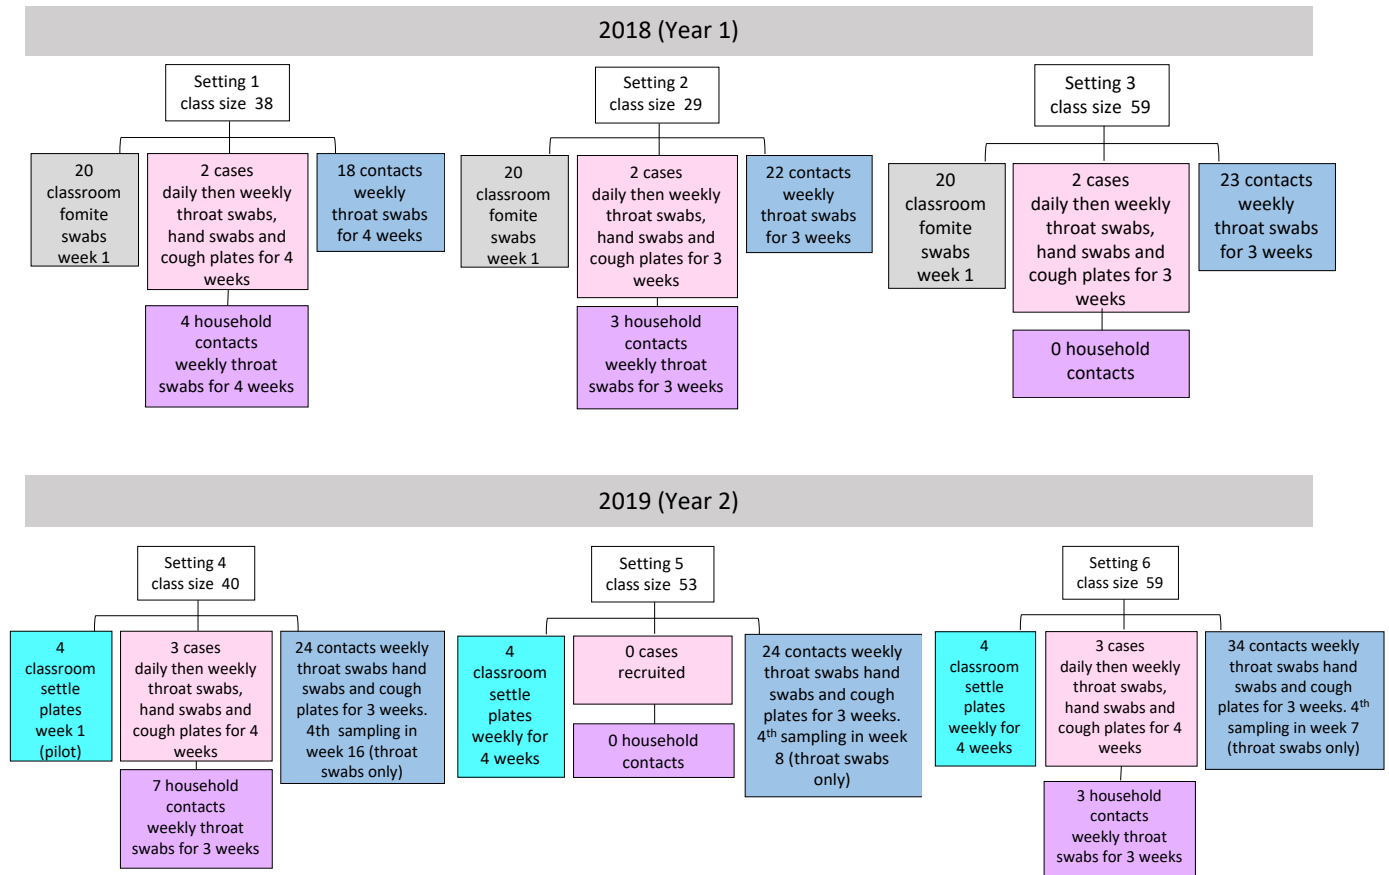 2018 (Year 1)
Setting 1
class size  38
20
classroom
fomite
swabs
week 1
2 cases
daily then weekly
throat swabs,
hand swabs and
cough plates for 4
weeks
18 contacts
weekly
throat swabs
for 4 weeks
4 household
contacts
weekly throat
swabs for 4 weeks
Setting 2
class size  29
20
classroom
fomite
swabs
week 1
2 cases
daily then weekly
throat swabs,
hand swabs and
cough plates for 3
weeks
22 contacts
weekly
throat swabs
for 3 weeks
3 household
contacts
weekly throat
swabs for 3 weeks
Setting 3
class size  59
20
classroom
fomite
swabs
week 1
2 cases
daily then weekly
throat swabs,
hand swabs and
cough plates for 3
weeks
23 contacts
weekly
throat swabs
for 3 weeks
0 household
contacts
2019 (Year 2)
Setting 4
class size  40
4
classroom
settle
plates
week 1
(pilot)
3 cases
daily then weekly
throat swabs,
hand swabs and
cough plates for 4
weeks
24 contacts weekly
throat swabs hand
swabs and cough
plates for 3 weeks.
4th  sampling in
week 16 (throat
swabs only)
7 household
contacts
weekly throat
swabs for 3 weeks
Setting 5
class size  53
4
classroom
settle
plates
weekly for
4 weeks
0 cases
recruited
24 contacts weekly
throat swabs hand
swabs and cough
plates for 3 weeks.
4th sampling in week
8 (throat swabs
only)
0 household
contacts
Setting 6
class size  59
4
classroom
settle
plates
weekly for
4 weeks
3 cases
daily then weekly
throat swabs,
hand swabs and
cough plates for 4
weeks
34 contacts weekly
throat swabs hand
swabs and cough
plates for 3 weeks. 4th
sampling in week 7
(throat swabs only)
3 household
contacts
weekly throat
swabs for 3 weeks